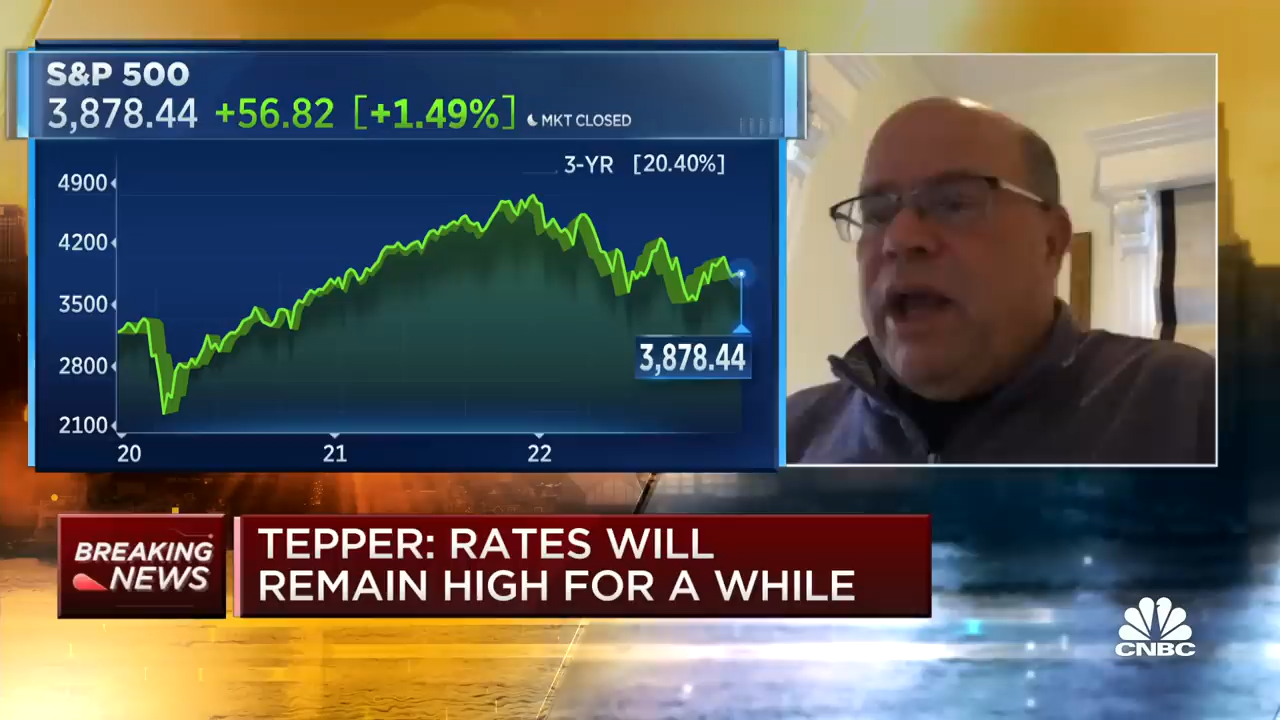 S&P 500
3,878.44 +56.82 [+1.49%] MKT CLOSED
3-YR [20.40%]
4900
4200
3500
2800
2100
3,878.44
20 21 22
BREAKING
NEWS
TEPPER: RATES WILL
REMAIN HIGH FOR A WHILE
CNBC